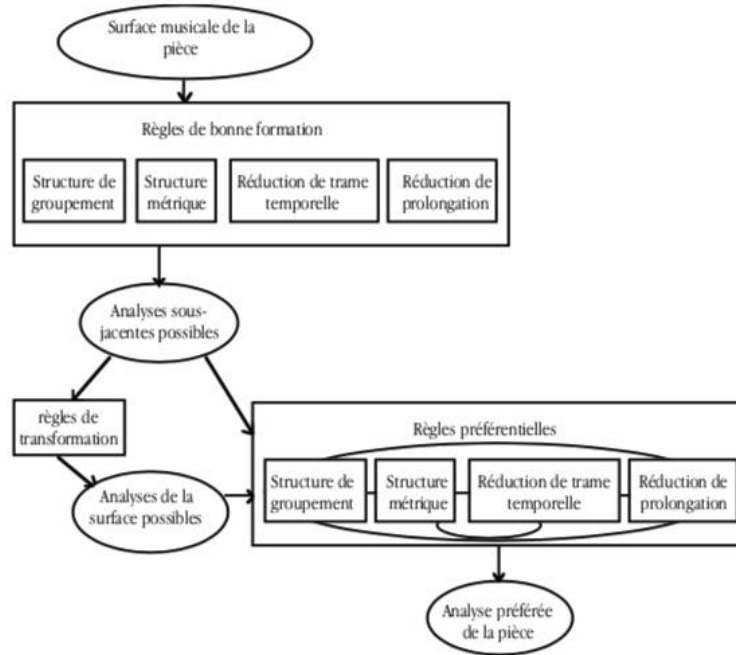 Surface musicale de la
pièce
Règles de bonne formation
Structure de
groupement
Structure
métrique
Réduction de trame
temporelle
Réduction de
prolongation
Analyses sous-
jacentes possibles
règles de
transformation
Analyses de la
surface possibles
Règles préférentielles
Structure de
groupement
Structure
métrique
Réduction de trame
temporelle
Réduction de
prolongation
Analyse préférée
de la pièce